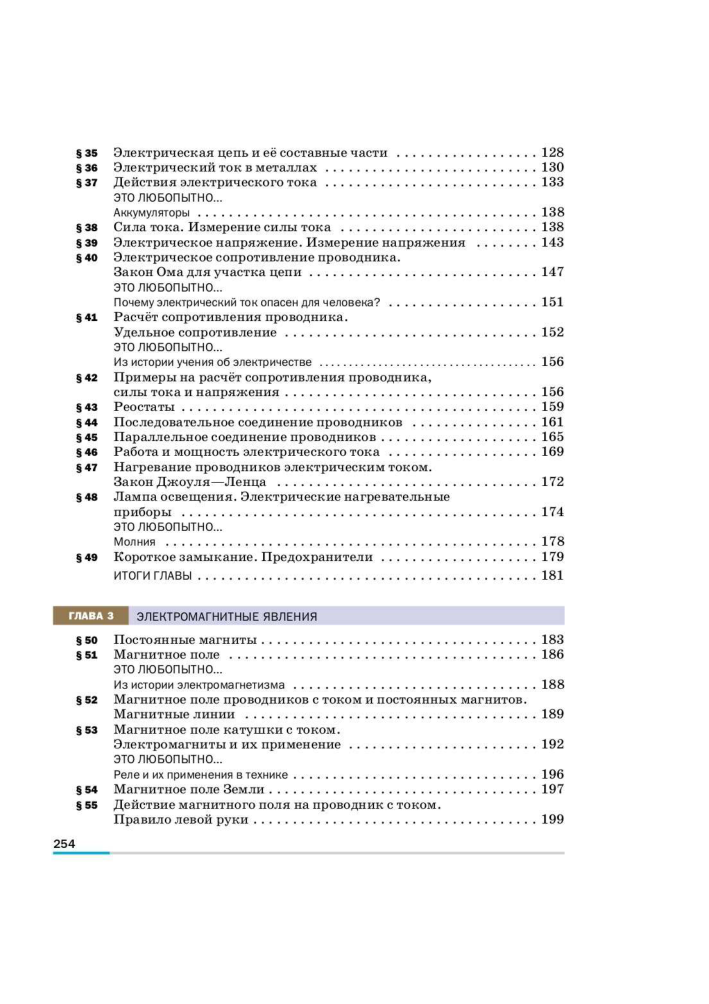 § 35 Электрическая цепь и её составные части . . . . . . . . . . . . . . . . . . 128
§ 36 Электрический ток в металлах . . . . . . . . . . . . . . . . . . . . . . . . . . . 130
§ 37 Действия электрического тока . . . . . . . . . . . . . . . . . . . . . . . . . . . 133
ЭТО ЛЮБОПЫТНО...
Аккумуляторы . . . . . . . . . . . . . . . . . . . . . . . . . . . . . . . . . . . . . . . . . . 138
§ 38 Сила тока. Измерение силы тока . . . . . . . . . . . . . . . . . . . . . . . . . 138
§ 39 Электрическое напряжение. Измерение напряжения . . . . . . . . 143
§ 40 Электрическое сопротивление проводника.
Закон Ома для участка цепи . . . . . . . . . . . . . . . . . . . . . . . . . . . . . 147
ЭТО ЛЮБОПЫТНО...
Почему электрический ток опасен для человека? . . . . . . . . . . . . . . . . . . . 151
§ 41 Расчёт сопротивления проводника.
Удельное сопротивление . . . . . . . . . . . . . . . . . . . . . . . . . . . . . . . . 152
ЭТО ЛЮБОПЫТНО...
Из истории учения об электричестве . . . . . . . . . . . . . . . . . . . . . . . . . . . . . . . . . . . . . 156
§ 42 Примеры на расчёт сопротивления проводника,
силы тока и напряжения . . . . . . . . . . . . . . . . . . . . . . . . . . . . . . . . 156
§ 43 Реостаты . . . . . . . . . . . . . . . . . . . . . . . . . . . . . . . . . . . . . . . . . . . . . 159
§ 44 Последовательное соединение проводников . . . . . . . . . . . . . . . . 161
§ 45 Параллельное соединение проводников . . . . . . . . . . . . . . . . . . . . 165
§ 46 Работа и мощность электрического тока . . . . . . . . . . . . . . . . . . . 169
§ 47 Нагревание проводников электрическим током.
Закон Джоуля—Ленца . . . . . . . . . . . . . . . . . . . . . . . . . . . . . . . . . 172
§ 48 Лампа освещения. Электрические нагревательные
приборы . . . . . . . . . . . . . . . . . . . . . . . . . . . . . . . . . . . . . . . . . . . . . 174
ЭТО ЛЮБОПЫТНО...
Молния . . . . . . . . . . . . . . . . . . . . . . . . . . . . . . . . . . . . . . . . . . . . . . . 178
§ 49 Короткое замыкание. Предохранители . . . . . . . . . . . . . . . . . . . . 179
ИТОГИ ГЛАВЫ . . . . . . . . . . . . . . . . . . . . . . . . . . . . . . . . . . . . . . . . . . . 181
ГЛАВА 3 ЭЛЕКТРОМАГНИТНЫЕ ЯВЛЕНИЯ
§ 50 Постоянные магниты . . . . . . . . . . . . . . . . . . . . . . . . . . . . . . . . . . . 183
§ 51 Магнитное поле . . . . . . . . . . . . . . . . . . . . . . . . . . . . . . . . . . . . . . . 186
ЭТО ЛЮБОПЫТНО...
Из истории электромагнетизма . . . . . . . . . . . . . . . . . . . . . . . . . . . . . . . 188
§ 52 Магнитное поле проводников с током и постоянных магнитов.
Магнитные линии . . . . . . . . . . . . . . . . . . . . . . . . . . . . . . . . . . . . . 189
§ 53 Магнитное поле катушки с током.
Электромагниты и их применение . . . . . . . . . . . . . . . . . . . . . . . . 192
ЭТО ЛЮБОПЫТНО...
Реле и их применения в технике . . . . . . . . . . . . . . . . . . . . . . . . . . . . . . . 196
§ 54 Магнитное поле Земли . . . . . . . . . . . . . . . . . . . . . . . . . . . . . . . . . . 197
§ 55 Действие магнитного поля на проводник с током.
Правило левой руки . . . . . . . . . . . . . . . . . . . . . . . . . . . . . . . . . . . . 199
254